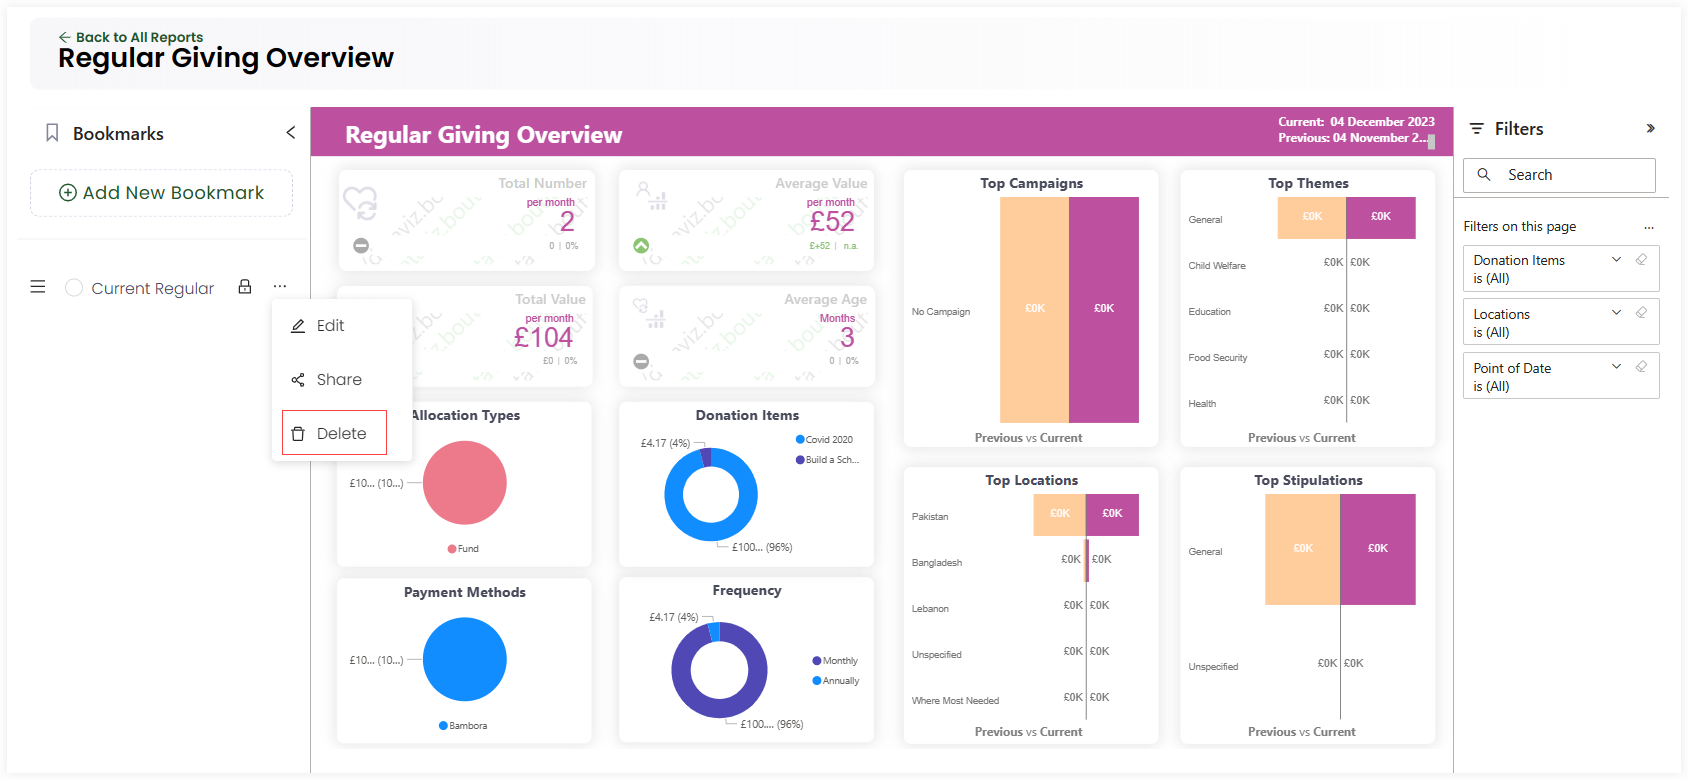 Back to All Reports
Regular Giving Overview
Bookmarks
Add New Bookmark
Current Regular
...
Edit
Share
Delete
Regular Giving Overview
Current: 04 December 2023
Previous: 04 November 2...
Total Number
per month
2
0 | 0%
Average Value
per month
£52
£+52 | n.a.
Total Value
per month
£104
£0 | 0%
Average Age
Months
3
0 | 0%
Allocation Types
£10... (10...)
Fund
Donation Items
£4.17 (4%)
Covid 2020
Build a Sch...
£100... (96%)
Payment Methods
£10... (10...)
Bambora
Frequency
£4.17 (4%)
Monthly
Annually
£100.... (96%)
Top Campaigns
No Campaign £0K £0K
Previous vs Current
Top Themes
General £0K £0K
Child Welfare £0K £0K
Education £0K £0K
Food Security £0K £0K
Health £0K £0K
Previous vs Current
Top Locations
Pakistan £0K £0K
Bangladesh £0K £0K
Lebanon £0K £0K
Unspecified £0K £0K
Where Most Needed £0K £0K
Previous vs Current
Top Stipulations
General £0K £0K
Unspecified £0K £0K
Previous vs Current
Filters
Search
Filters on this page ...
Donation Items
is (All)
Locations
is (All)
Point of Date
is (All)